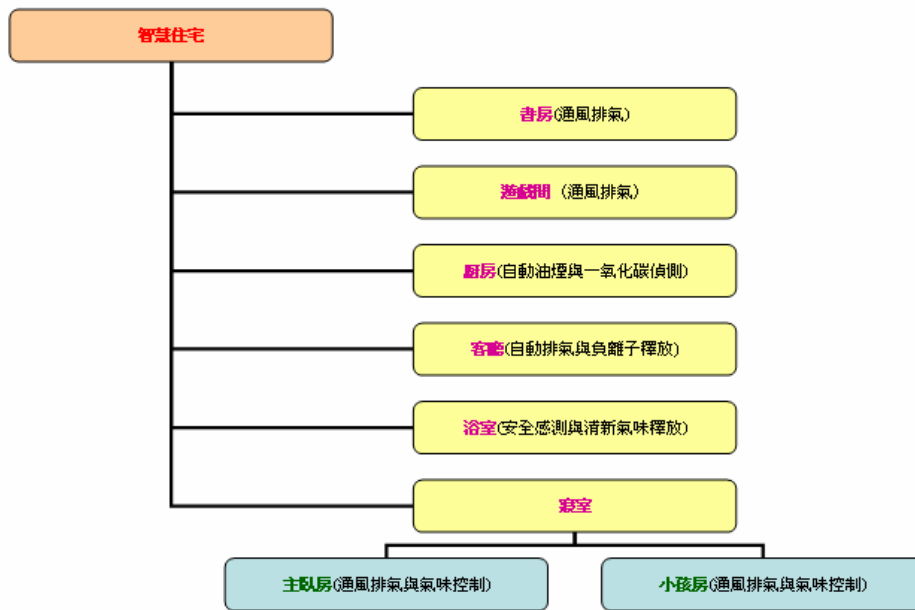 智慧住宅
書房(通風排氣)
遊戲間 (通風排氣)
廚房(自動油煙與一氧化碳偵測)
客廳(自動排氣與負離子釋放)
浴室(安全感測與清新氣味釋放)
寢室
主臥房(通風排氣與氣味控制)
小孩房(通風排氣與氣味控制)